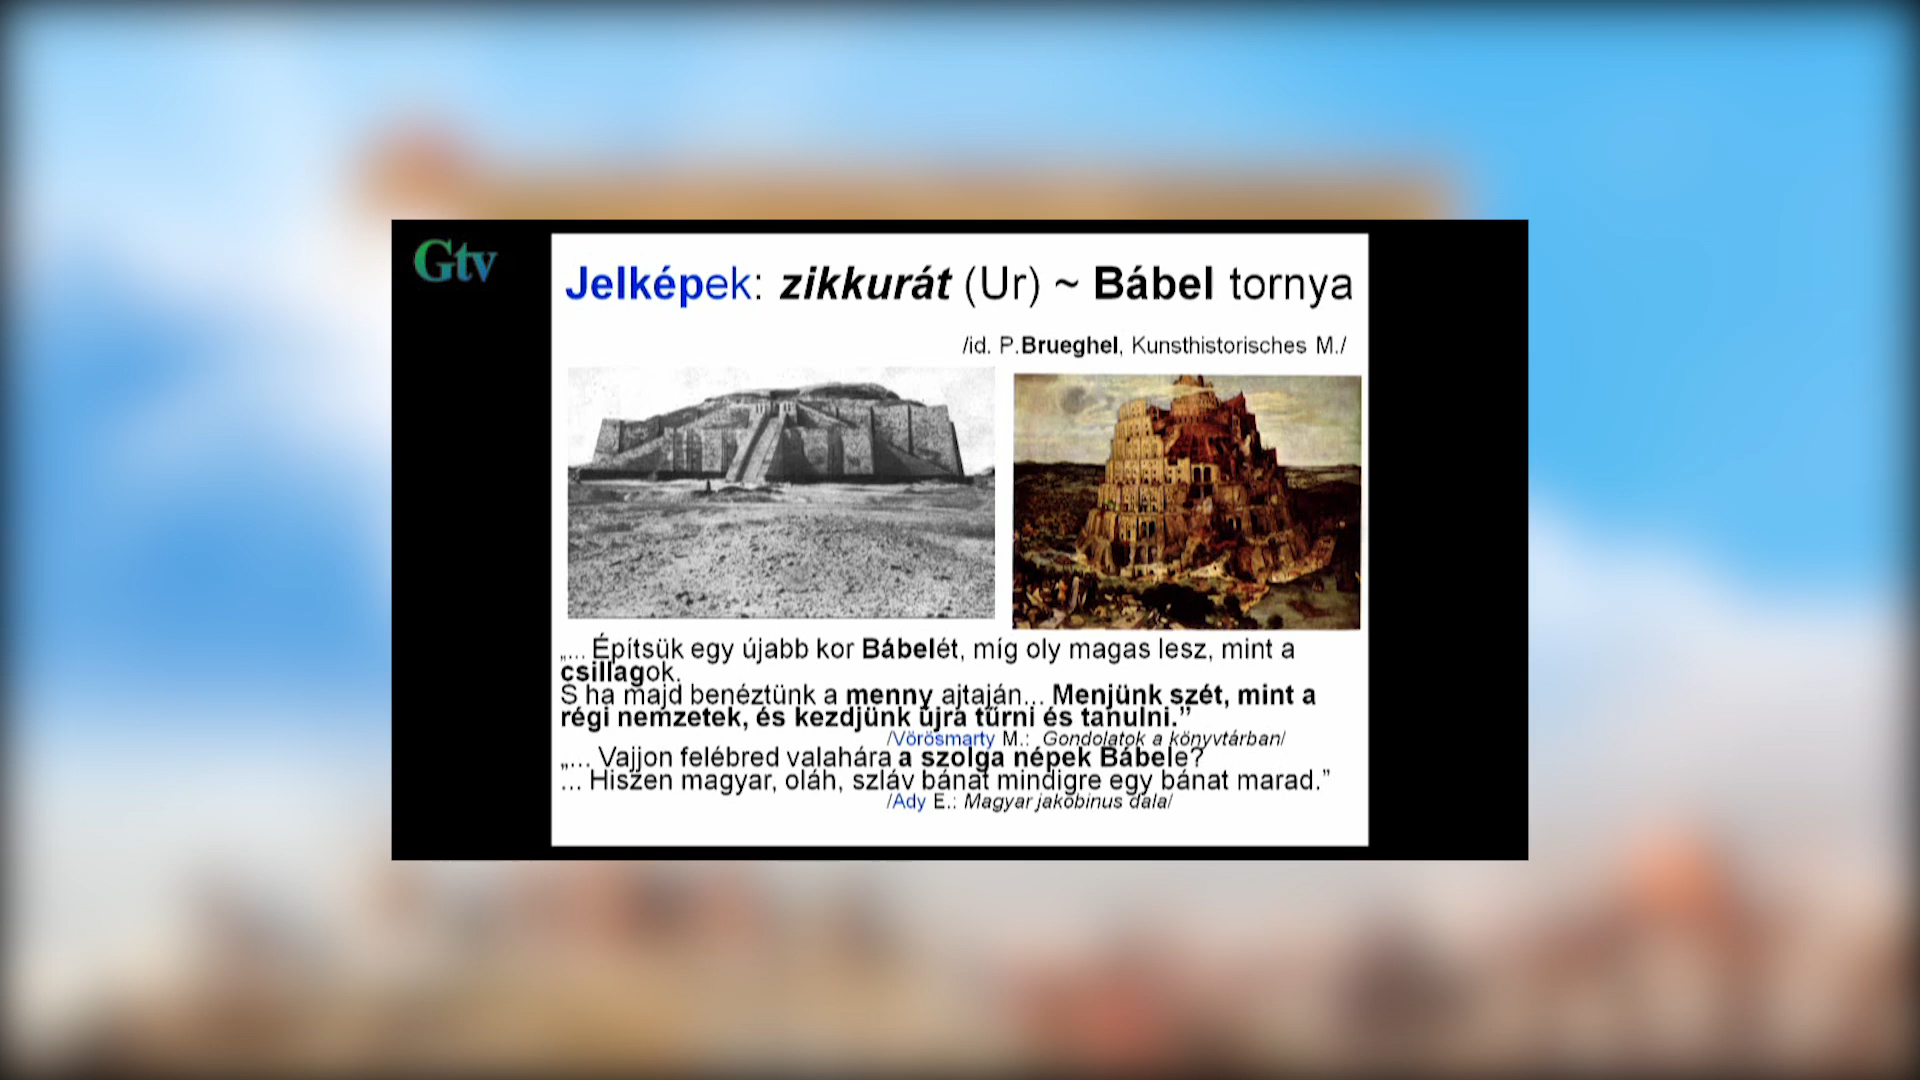 Gtv
Jelképek: zikkurát (Ur) ~ Bábel tornya
/id. P.Brueghel, Kunsthistorisches M./
„... Építsük egy újabb kor Bábelét, míg oly magas lesz, mint a
csillagok.
S ha majd benéztünk a menny ajtaján... Menjünk szét, mint a
régi nemzetek, és kezdjünk újra tűrni és tanulni.”
/Vörösmarty M.: Gondolatok a könyvtárban/
„... Vajjon felébred valahára a szolga népek Bábele?
... Hiszen magyar, oláh, szláv bánat mindigre egy bánat marad.”
/Ady E.: Magyar jakobinus dala/